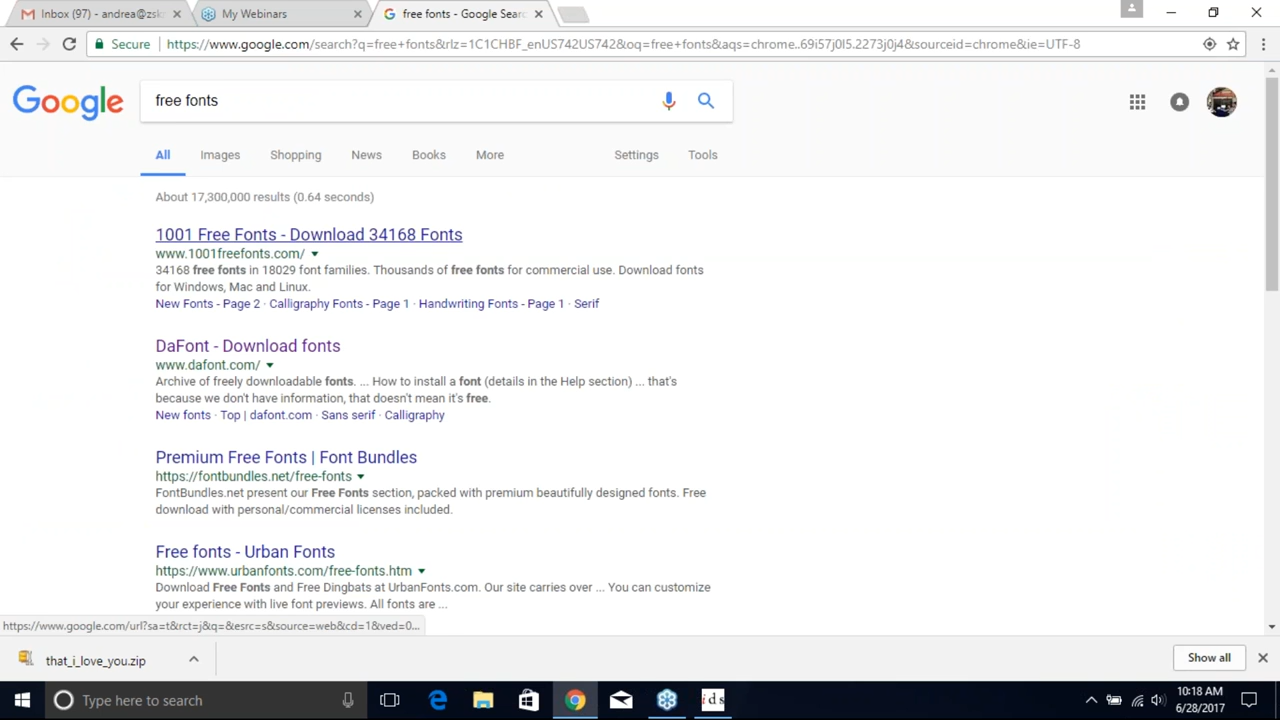 Inbox (97) - andrea@zsk
My Webinars
free fonts - Google Sear
Secure
https://www.google.com/search?q=free+fonts&rlz=1C1CHBF_enUS742US742&oq=free+fonts&aqs=chrome..69i57j0l5.2273j0j4&sourceid=chrome&ie=UTF-8
Google
free fonts
All Images Shopping News Books More Settings Tools
About 17,300,000 results (0.64 seconds)
1001 Free Fonts - Download 34168 Fonts
www.1001freefonts.com/
34168 free fonts in 18029 font families. Thousands of free fonts for commercial use. Download fonts
for Windows, Mac and Linux.
New Fonts - Page 2 · Calligraphy Fonts - Page 1 · Handwriting Fonts - Page 1 · Serif
DaFont - Download fonts
www.dafont.com/
Archive of freely downloadable fonts. ... How to install a font (details in the Help section) ... that's
because we don't have information, that doesn't mean it's free.
New fonts · Top | dafont.com · Sans serif · Calligraphy
Premium Free Fonts | Font Bundles
https://fontbundles.net/free-fonts
FontBundles.net present our Free Fonts section, packed with premium beautifully designed fonts. Free
download with personal/commercial licenses included.
Free fonts - Urban Fonts
https://www.urbanfonts.com/free-fonts.htm
Download Free Fonts and Free Dingbats at UrbanFonts.com. Our site carries over ... You can customize
your experience with live font previews. All fonts are ...
https://www.google.com/url?sa=t&rct=j&q=&esrc=s&source=web&cd=1&ved=0...
that_i_love_you.zip
Show all
Type here to search
ids
10:18 AM
6/28/2017